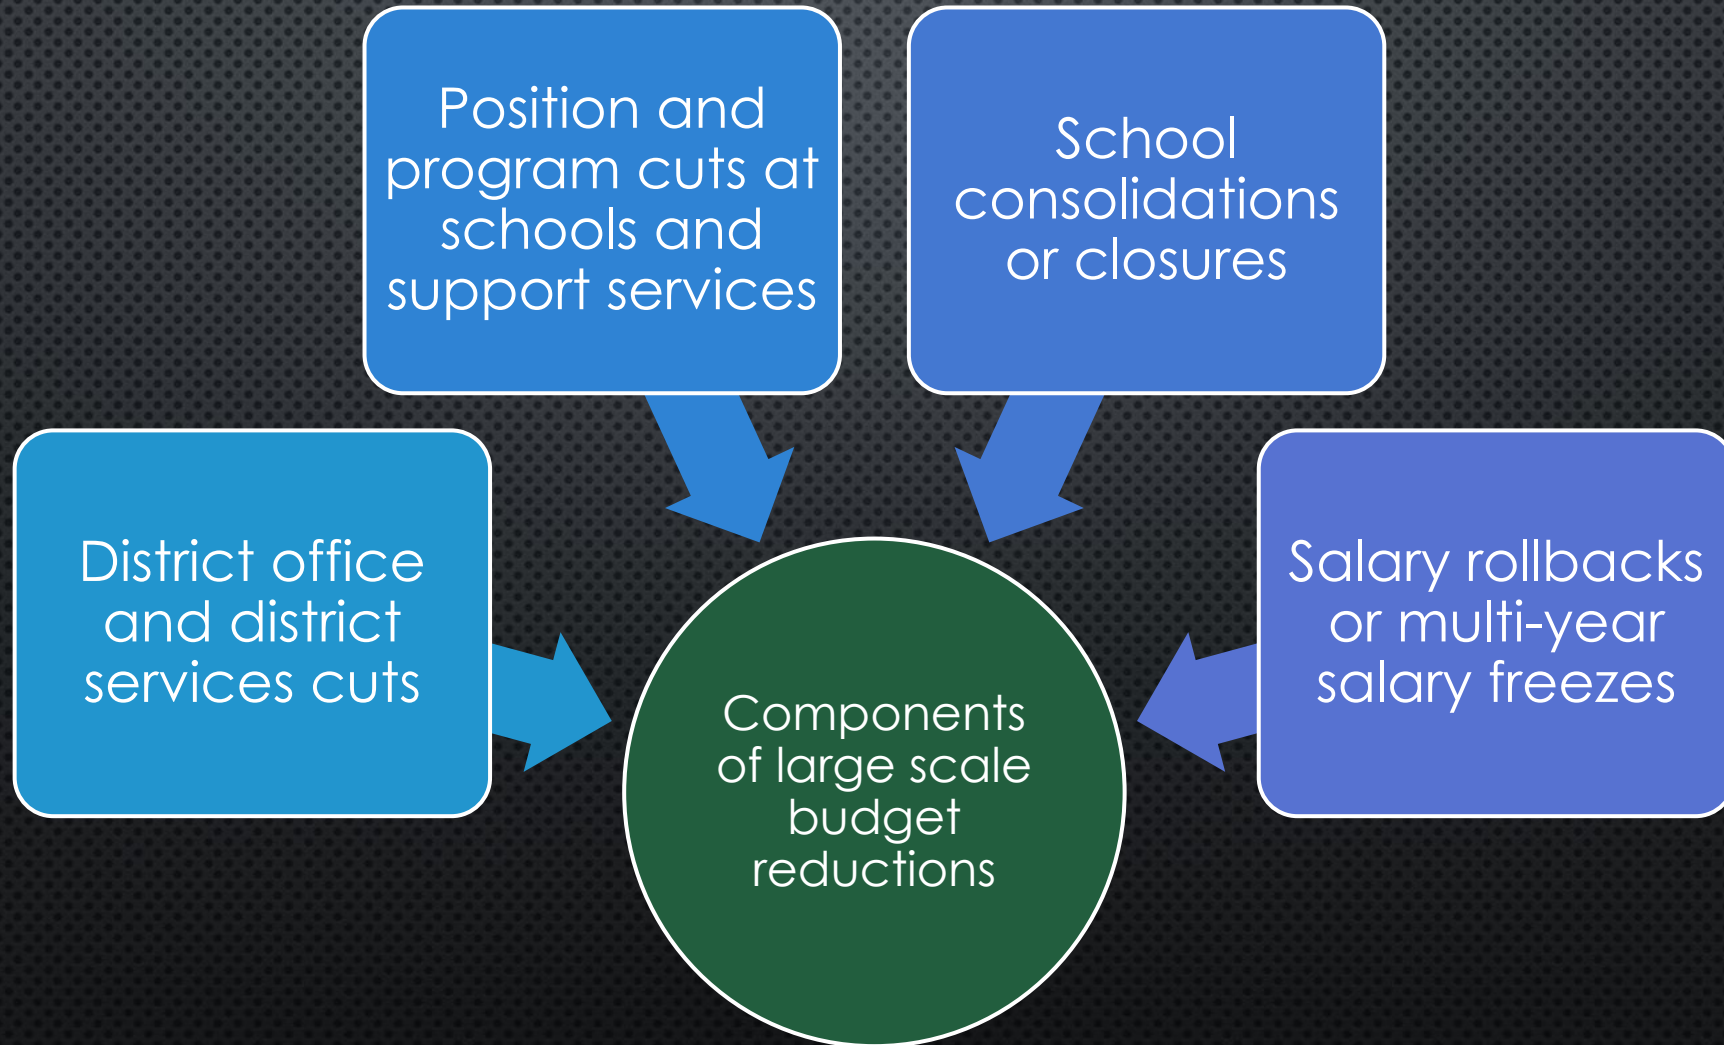 Position and
program cuts at
schools and
support services
School
consolidations
or closures
District office
and district
services cuts
Salary rollbacks
or multi-year
salary freezes
Components
of large scale
budget
reductions